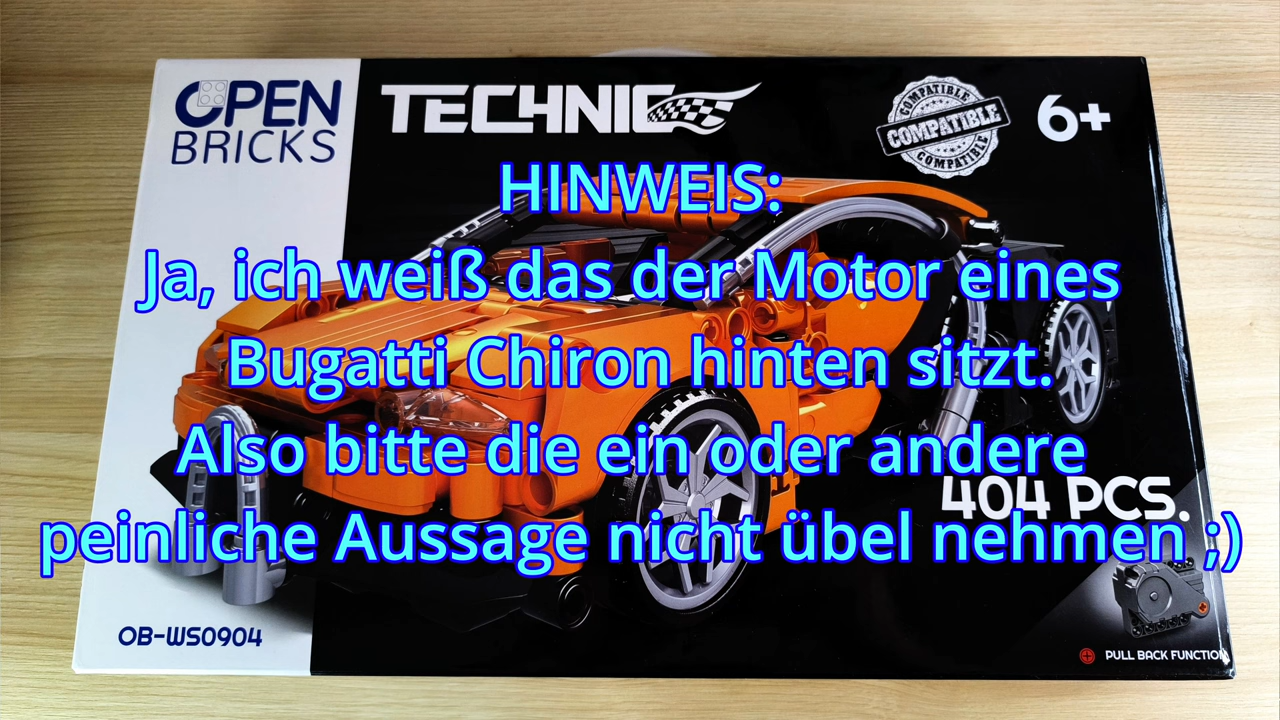 OPEN
BRICKS
TECHNIC
COMPATIBLE
COMPATIBLE
COMPATIBLE
6+
HINWEIS:
Ja, ich weiß das der Motor eines
Bugatti Chiron hinten sitzt.
Also bitte die ein oder andere
peinliche Aussage nicht übel nehmen ;)
404 PCS.
OB-WS0904
PULL BACK FUNCTION